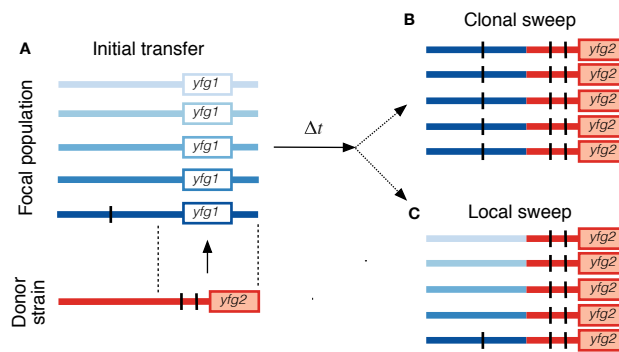 A
Initial transfer
Focal population
yfg1
yfg1
yfg1
yfg1
yfg1
Donor
strain
yfg2
Δt
B
Clonal sweep
yfg2
yfg2
yfg2
yfg2
yfg2
C
Local sweep
yfg2
yfg2
yfg2
yfg2
yfg2